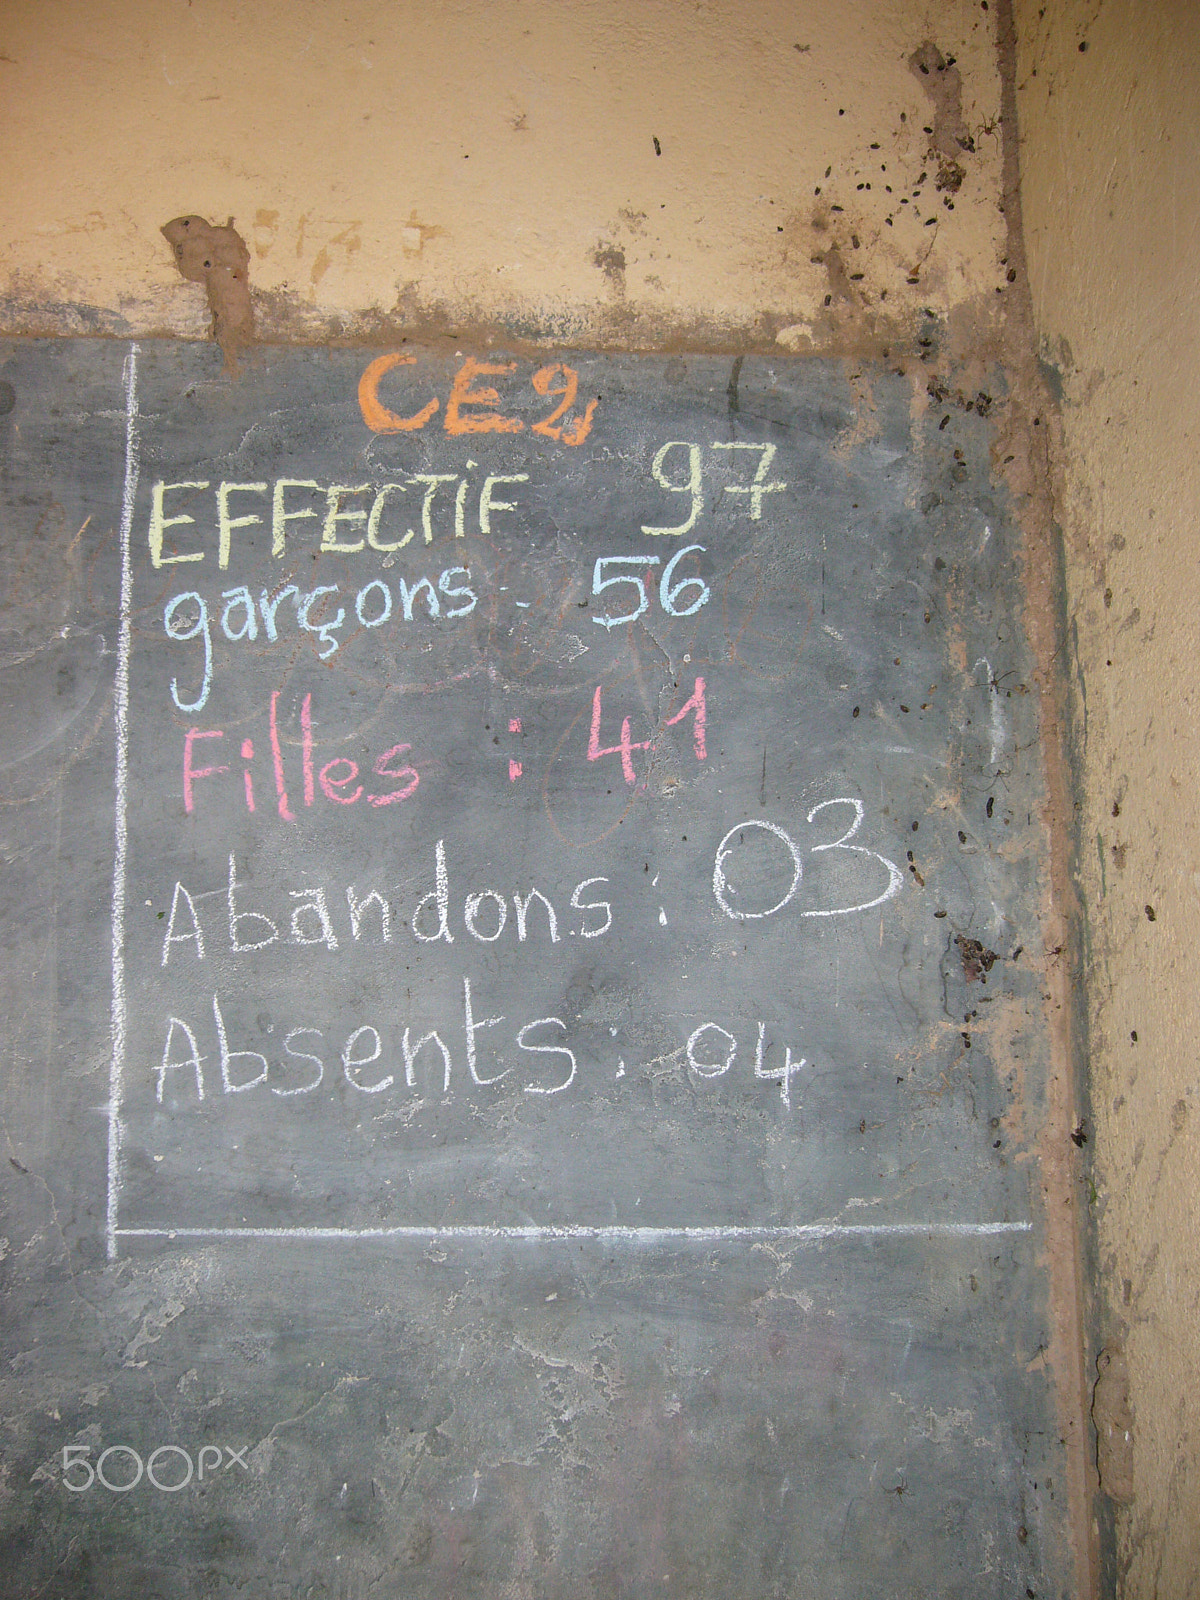 CE2
EFFECTIF 97
garçons - 56
Filles : 41
Abandons : 03
Absents : 04
500px